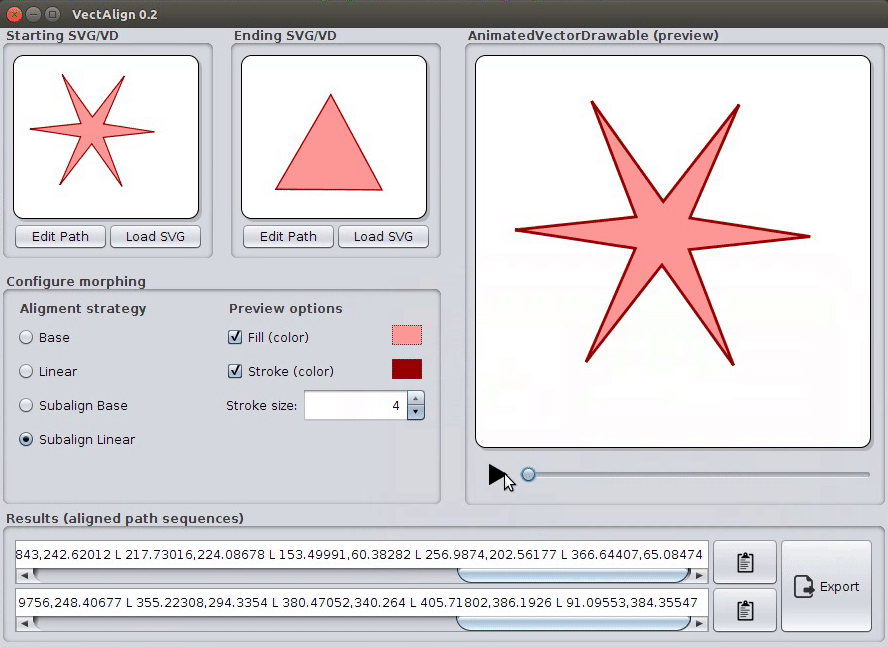 VectAlign 0.2
Starting SVG/VD
Ending SVG/VD
AnimatedVectorDrawable (preview)
Edit Path
Load SVG
Edit Path
Load SVG
Configure morphing
Aligment strategy
Preview options
Base
Fill (color)
Linear
Stroke (color)
Subalign Base
Stroke size:
4
Subalign Linear
Results (aligned path sequences)
843,242.62012 L 217.73016,224.08678 L 153.49991,60.38282 L 256.9874,202.56177 L 366.64407,65.08474
9756,248.40677 L 355.22308,294.3354 L 380.47052,340.264 L 405.71802,386.1926 L 91.09553,384.35547
Export